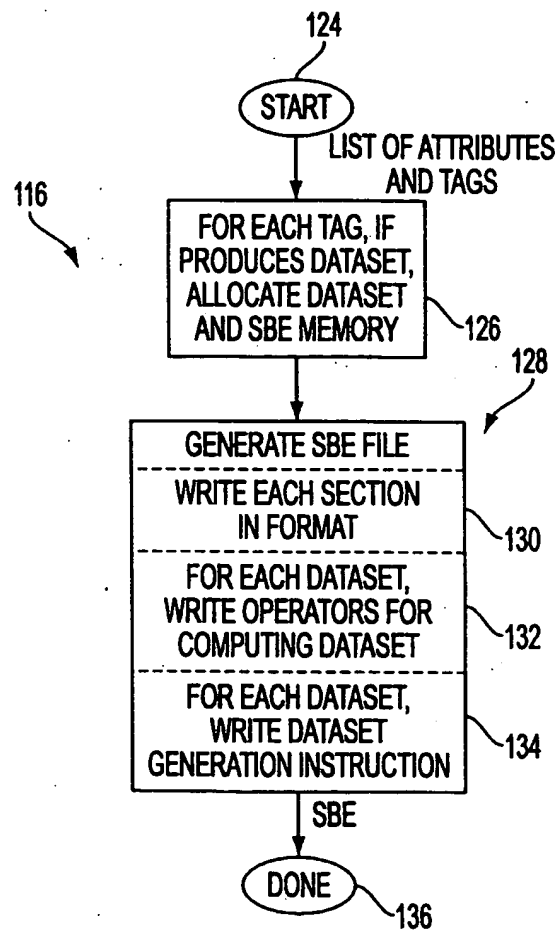 124
START
LIST OF ATTRIBUTES
AND TAGS
116
FOR EACH TAG, IF
PRODUCES DATASET,
ALLOCATE DATASET
AND SBE MEMORY
126
128
GENERATE SBE FILE
WRITE EACH SECTION
IN FORMAT
130
FOR EACH DATASET,
WRITE OPERATORS FOR
COMPUTING DATASET
132
FOR EACH DATASET,
WRITE DATASET
GENERATION INSTRUCTION
134
SBE
DONE
136